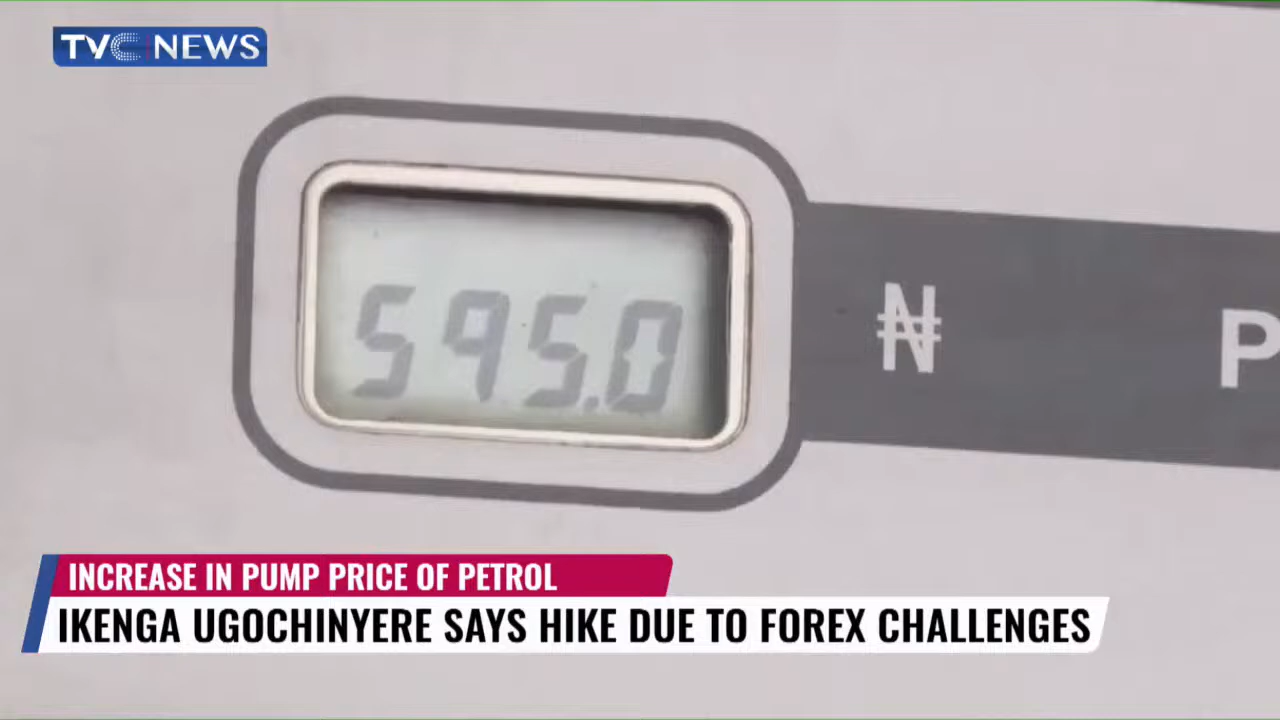 TVC NEWS
595.0
₦
P
INCREASE IN PUMP PRICE OF PETROL
IKENGA UGOCHINYERE SAYS HIKE DUE TO FOREX CHALLENGES